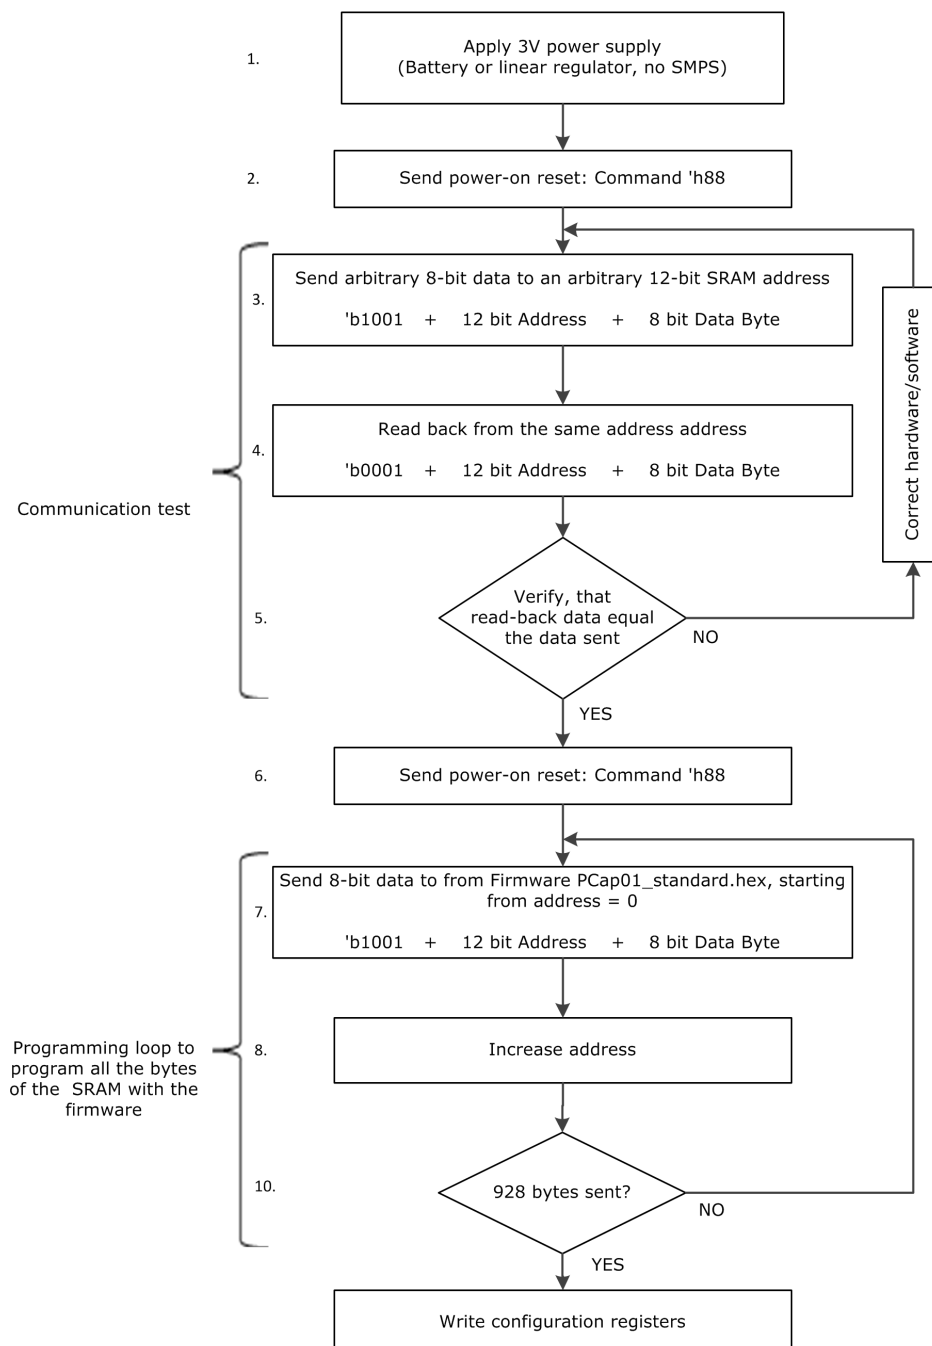 1.
Apply 3V power supply
(Battery or linear regulator, no SMPS)
2.
Send power-on reset: Command 'h88
3.
Send arbitrary 8-bit data to an arbitrary 12-bit SRAM address
'b1001 + 12 bit Address + 8 bit Data Byte
Correct hardware/software
4.
Read back from the same address address
'b0001 + 12 bit Address + 8 bit Data Byte
Communication test
5.
Verify, that
read-back data equal
the data sent
NO
YES
6.
Send power-on reset: Command 'h88
7.
Send 8-bit data to from Firmware PCap01_standard.hex, starting
from address = 0
'b1001 + 12 bit Address + 8 bit Data Byte
Programming loop to
program all the bytes
of the SRAM with the
firmware
8.
Increase address
10.
928 bytes sent?
NO
YES
Write configuration registers